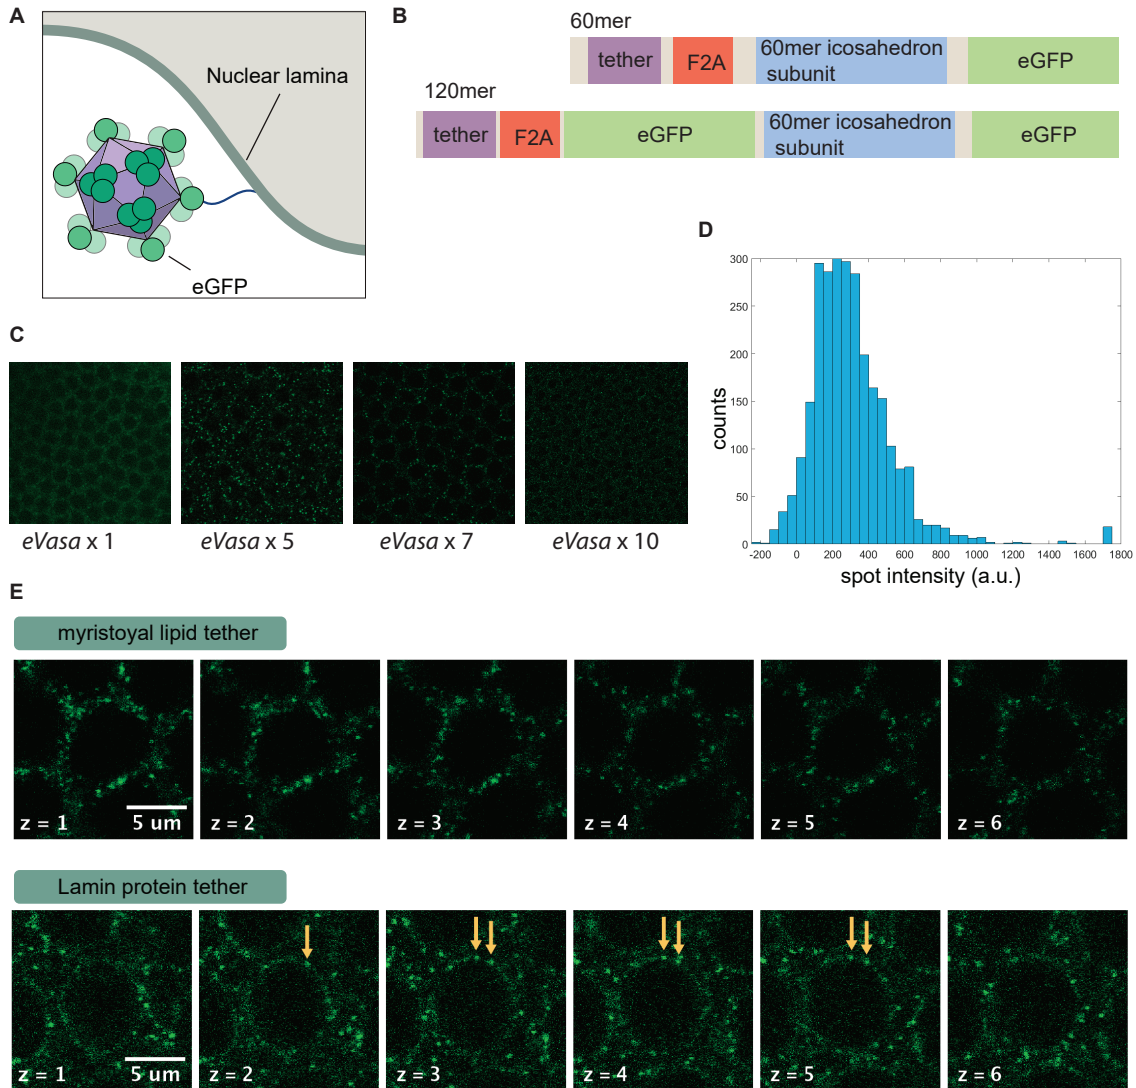 A
Nuclear lamina
eGFP
B
60mer
tether
F2A
60mer icosahedron
subunit
eGFP
120mer
tether
F2A
eGFP
60mer icosahedron
subunit
eGFP
C
eVasa x 1
eVasa x 5
eVasa x 7
eVasa x 10
D
300
250
200
150
100
50
0
counts
-200
0
200
400
600
800
1000
1200
1400
1600
1800
spot intensity (a.u.)
E
myristoyal lipid tether
z = 1
5 um
z = 2
z = 3
z = 4
z = 5
z = 6
Lamin protein tether
z = 1
5 um
z = 2
z = 3
z = 4
z = 5
z = 6